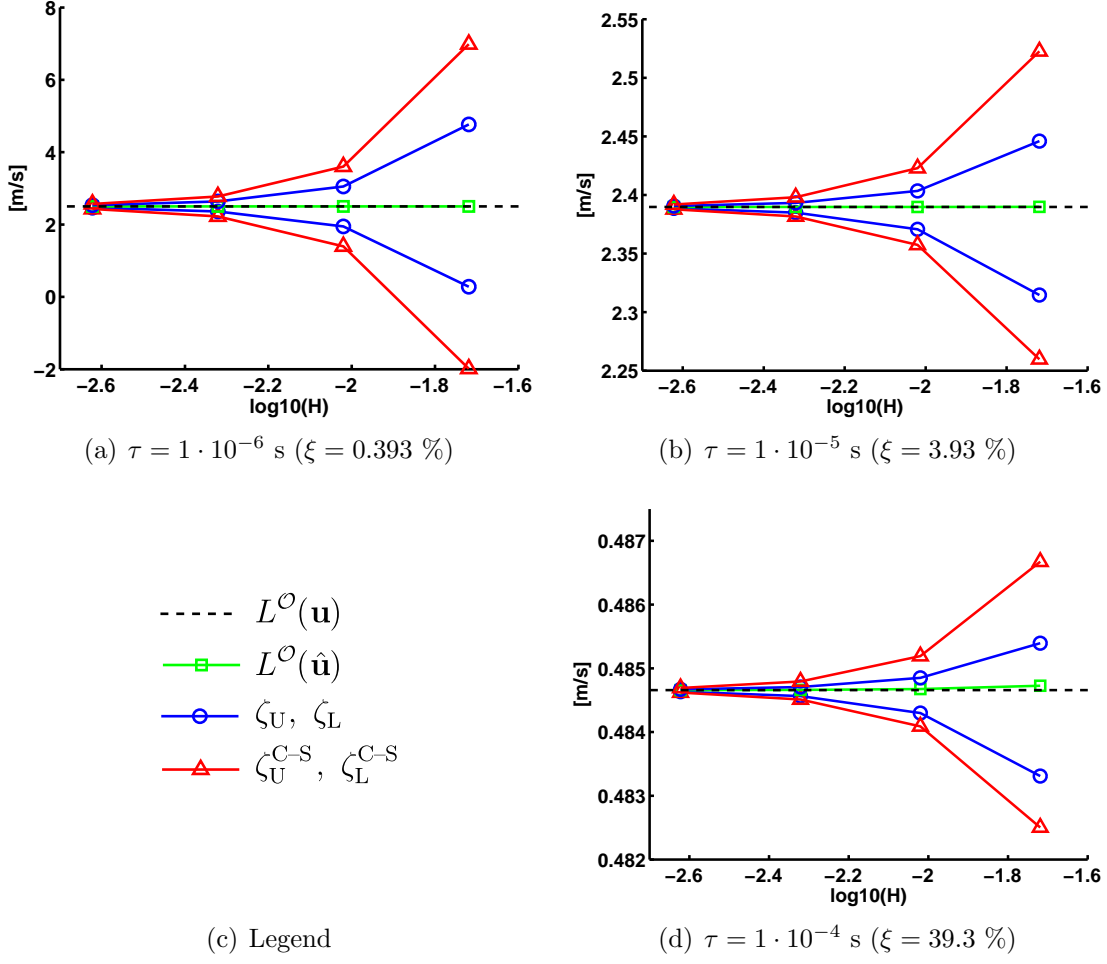 8
6
4
2
0
−2
[m/s]
−2.6 −2.4 −2.2 −2 −1.8 −1.6
log10(H)
(a) τ = 1 · 10⁻⁶ s (ξ = 0.393 %)
2.55
2.5
2.45
2.4
2.35
2.3
2.25
[m/s]
−2.6 −2.4 −2.2 −2 −1.8 −1.6
log10(H)
(b) τ = 1 · 10⁻⁵ s (ξ = 3.93 %)
L^𝒪(𝐮)
L^𝒪(𝐮̂)
ζ_U, ζ_L
ζ_U^{C–S}, ζ_L^{C–S}
(c) Legend
0.487
0.486
0.485
0.484
0.483
0.482
[m/s]
−2.6 −2.4 −2.2 −2 −1.8 −1.6
log10(H)
(d) τ = 1 · 10⁻⁴ s (ξ = 39.3 %)